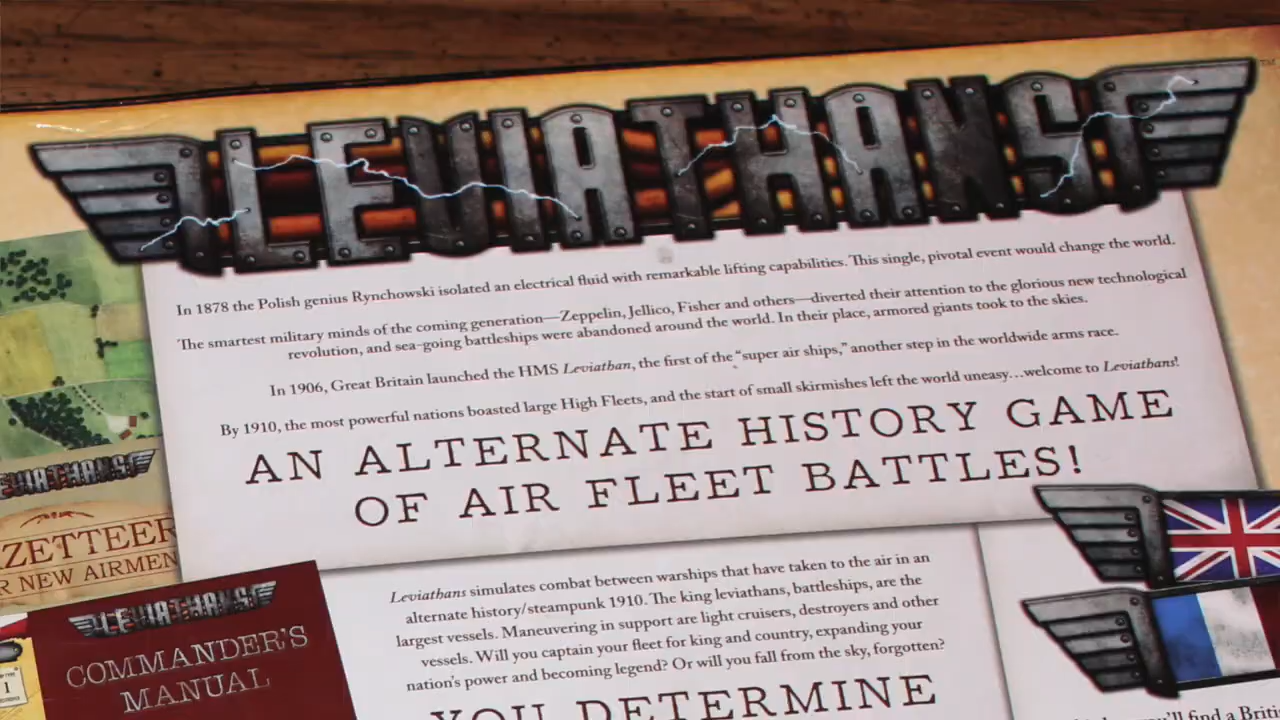 LEVIATHANS
TM
In 1878 the Polish genius Rynchowski isolated an electrical fluid with remarkable lifting capabilities. This single, pivotal event would change the world.
The smartest military minds of the coming generation—Zeppelin, Jellico, Fisher and others—diverted their attention to the glorious new technological
revolution, and sea-going battleships were abandoned around the world. In their place, armored giants took to the skies.
In 1906, Great Britain launched the HMS Leviathan, the first of the "super air ships," another step in the worldwide arms race.
By 1910, the most powerful nations boasted large High Fleets, and the start of small skirmishes left the world uneasy...welcome to Leviathans!
AN ALTERNATE HISTORY GAME
OF AIR FLEET BATTLES!
LEVIATHANS
ZETTEER
R NEW AIRMEN
LEVIATHANS
COMMANDER'S
MANUAL
1
Leviathans simulates combat between warships that have taken to the air in an
alternate history/steampunk 1910. The king leviathans, battleships, are the
largest vessels. Maneuvering in support are light cruisers, destroyers and other
vessels. Will you captain your fleet for king and country, expanding your
nation's power and becoming legend? Or will you fall from the sky, forgotten?
YOU DETERMINE
you'll find a Briti